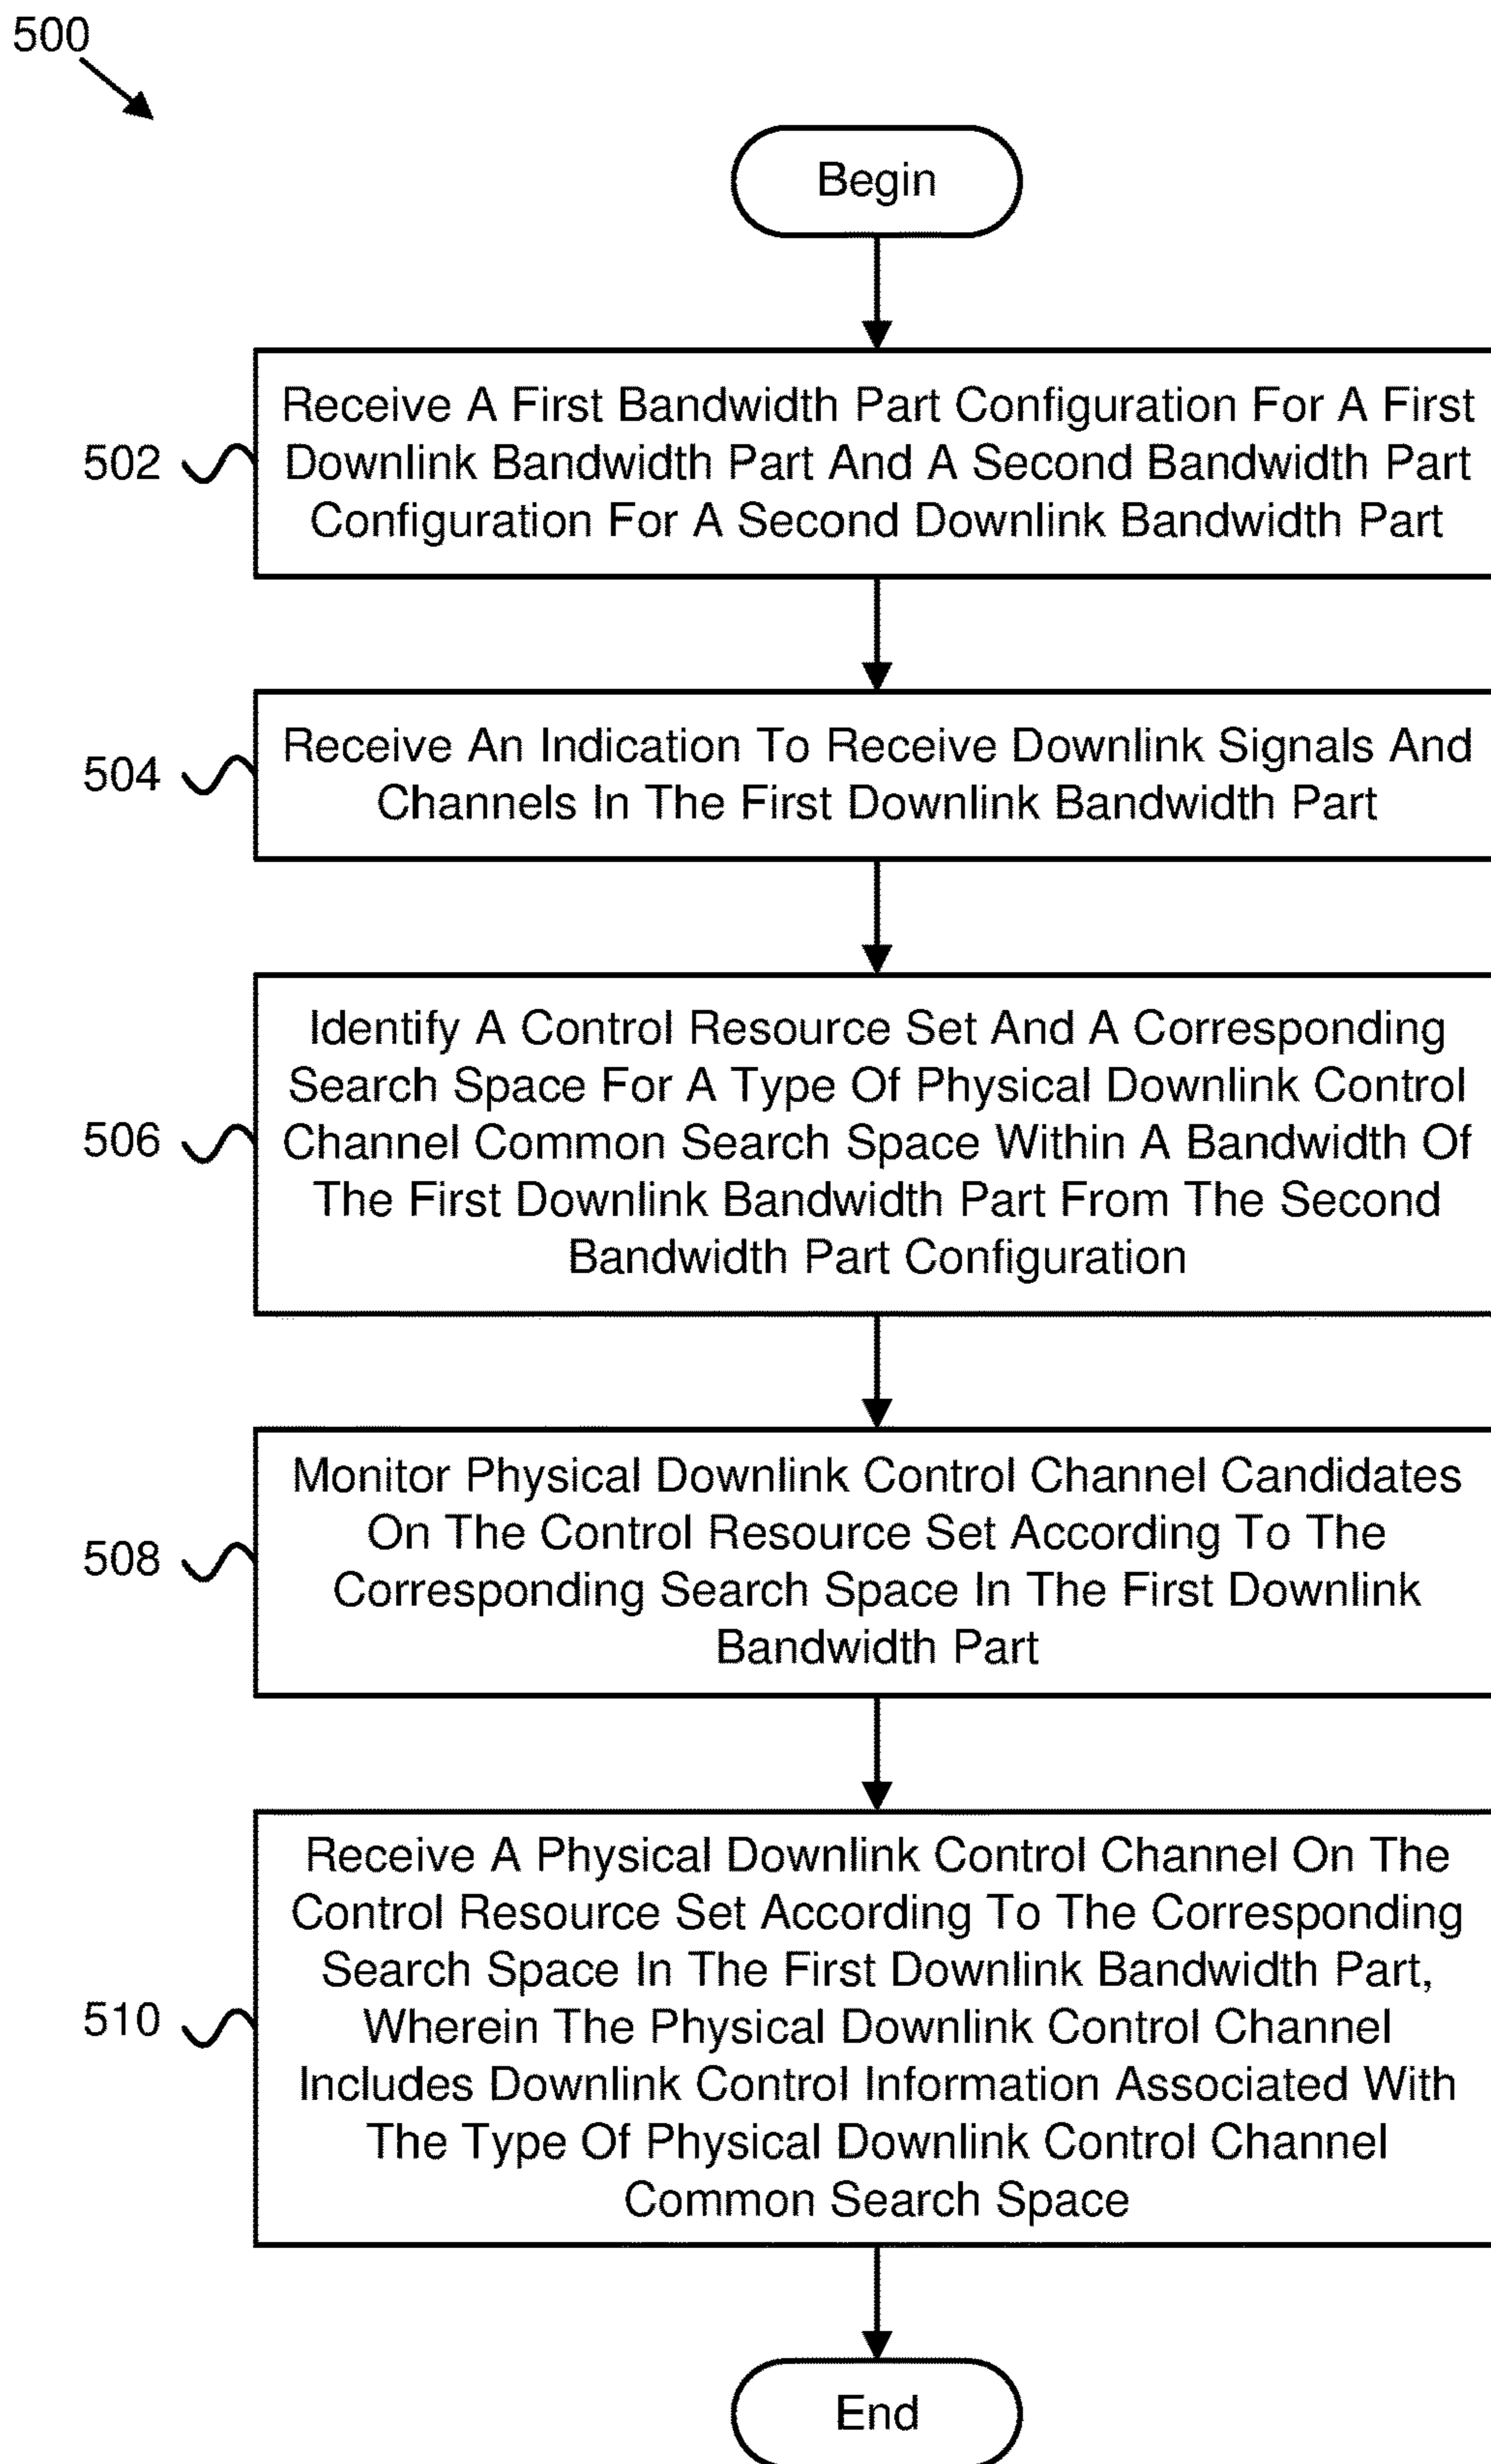 500
Begin
502
Receive A First Bandwidth Part Configuration For A First
Downlink Bandwidth Part And A Second Bandwidth Part
Configuration For A Second Downlink Bandwidth Part
504
Receive An Indication To Receive Downlink Signals And
Channels In The First Downlink Bandwidth Part
506
Identify A Control Resource Set And A Corresponding
Search Space For A Type Of Physical Downlink Control
Channel Common Search Space Within A Bandwidth Of
The First Downlink Bandwidth Part From The Second
Bandwidth Part Configuration
508
Monitor Physical Downlink Control Channel Candidates
On The Control Resource Set According To The
Corresponding Search Space In The First Downlink
Bandwidth Part
510
Receive A Physical Downlink Control Channel On The
Control Resource Set According To The Corresponding
Search Space In The First Downlink Bandwidth Part,
Wherein The Physical Downlink Control Channel
Includes Downlink Control Information Associated With
The Type Of Physical Downlink Control Channel
Common Search Space
End